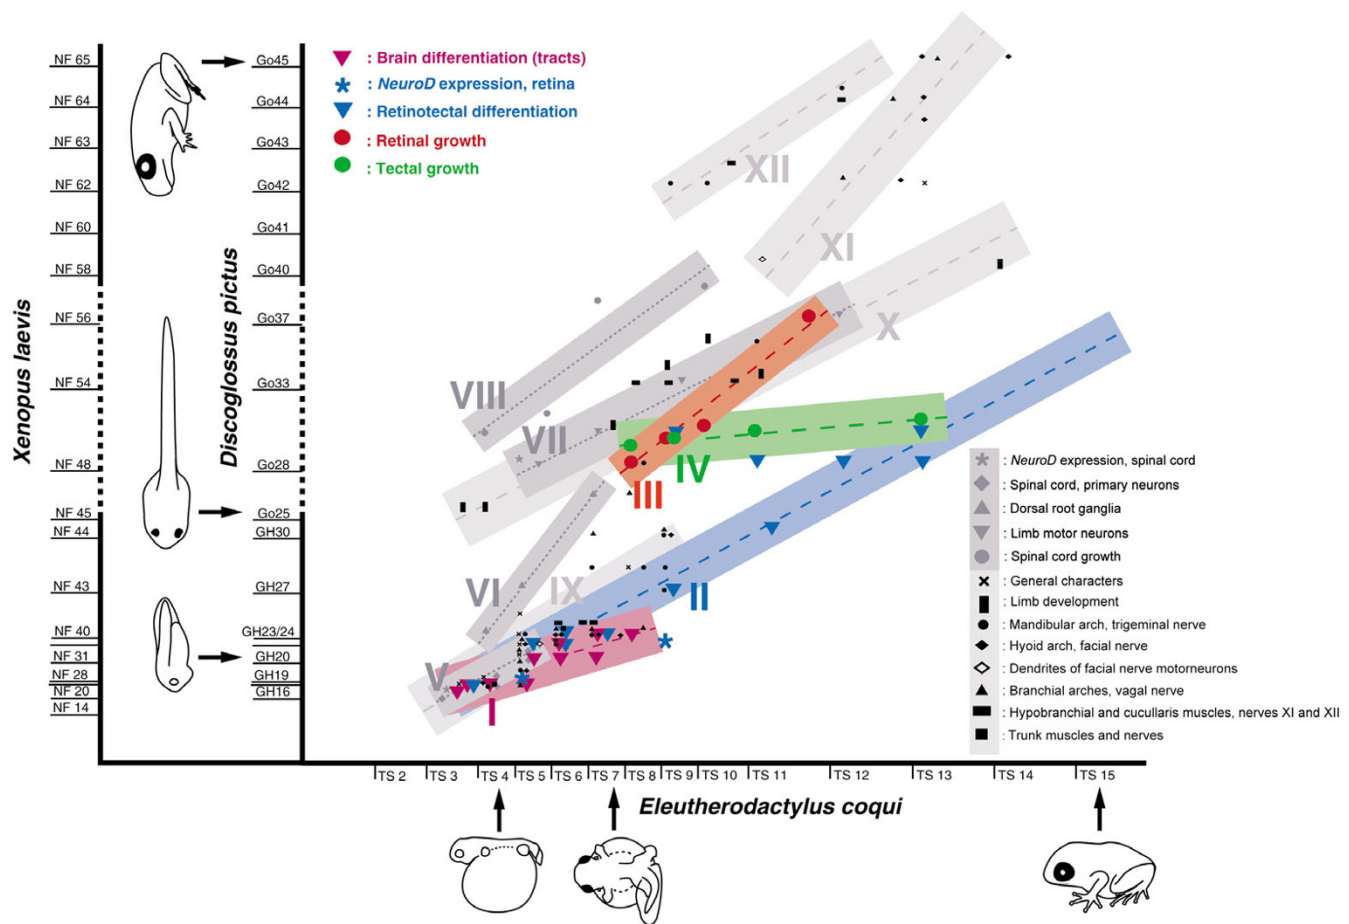 Xenopus laevis
NF 65
NF 64
NF 63
NF 62
NF 60
NF 58
NF 56
NF 54
NF 48
NF 45
NF 44
NF 43
NF 40
NF 31
NF 28
NF 20
NF 14
Discoglossus pictus
Go45
Go44
Go43
Go42
Go41
Go40
Go37
Go33
Go28
Go25
GH30
GH27
GH23/24
GH20
GH19
GH16
: Brain differentiation (tracts)
: NeuroD expression, retina
: Retinotectal differentiation
: Retinal growth
: Tectal growth
XII
XI
X
VIII
VII
IV
III
VI
IX
II
V
I
: NeuroD expression, spinal cord
: Spinal cord, primary neurons
: Dorsal root ganglia
: Limb motor neurons
: Spinal cord growth
: General characters
: Limb development
: Mandibular arch, trigeminal nerve
: Hyoid arch, facial nerve
: Dendrites of facial nerve motorneurons
: Branchial arches, vagal nerve
: Hypobranchial and cucullaris muscles, nerves XI and XII
: Trunk muscles and nerves
TS 2 TS 3 TS 4 TS 5 TS 6 TS 7 TS 8 TS 9 TS 10 TS 11 TS 12 TS 13 TS 14 TS 15
Eleutherodactylus coqui